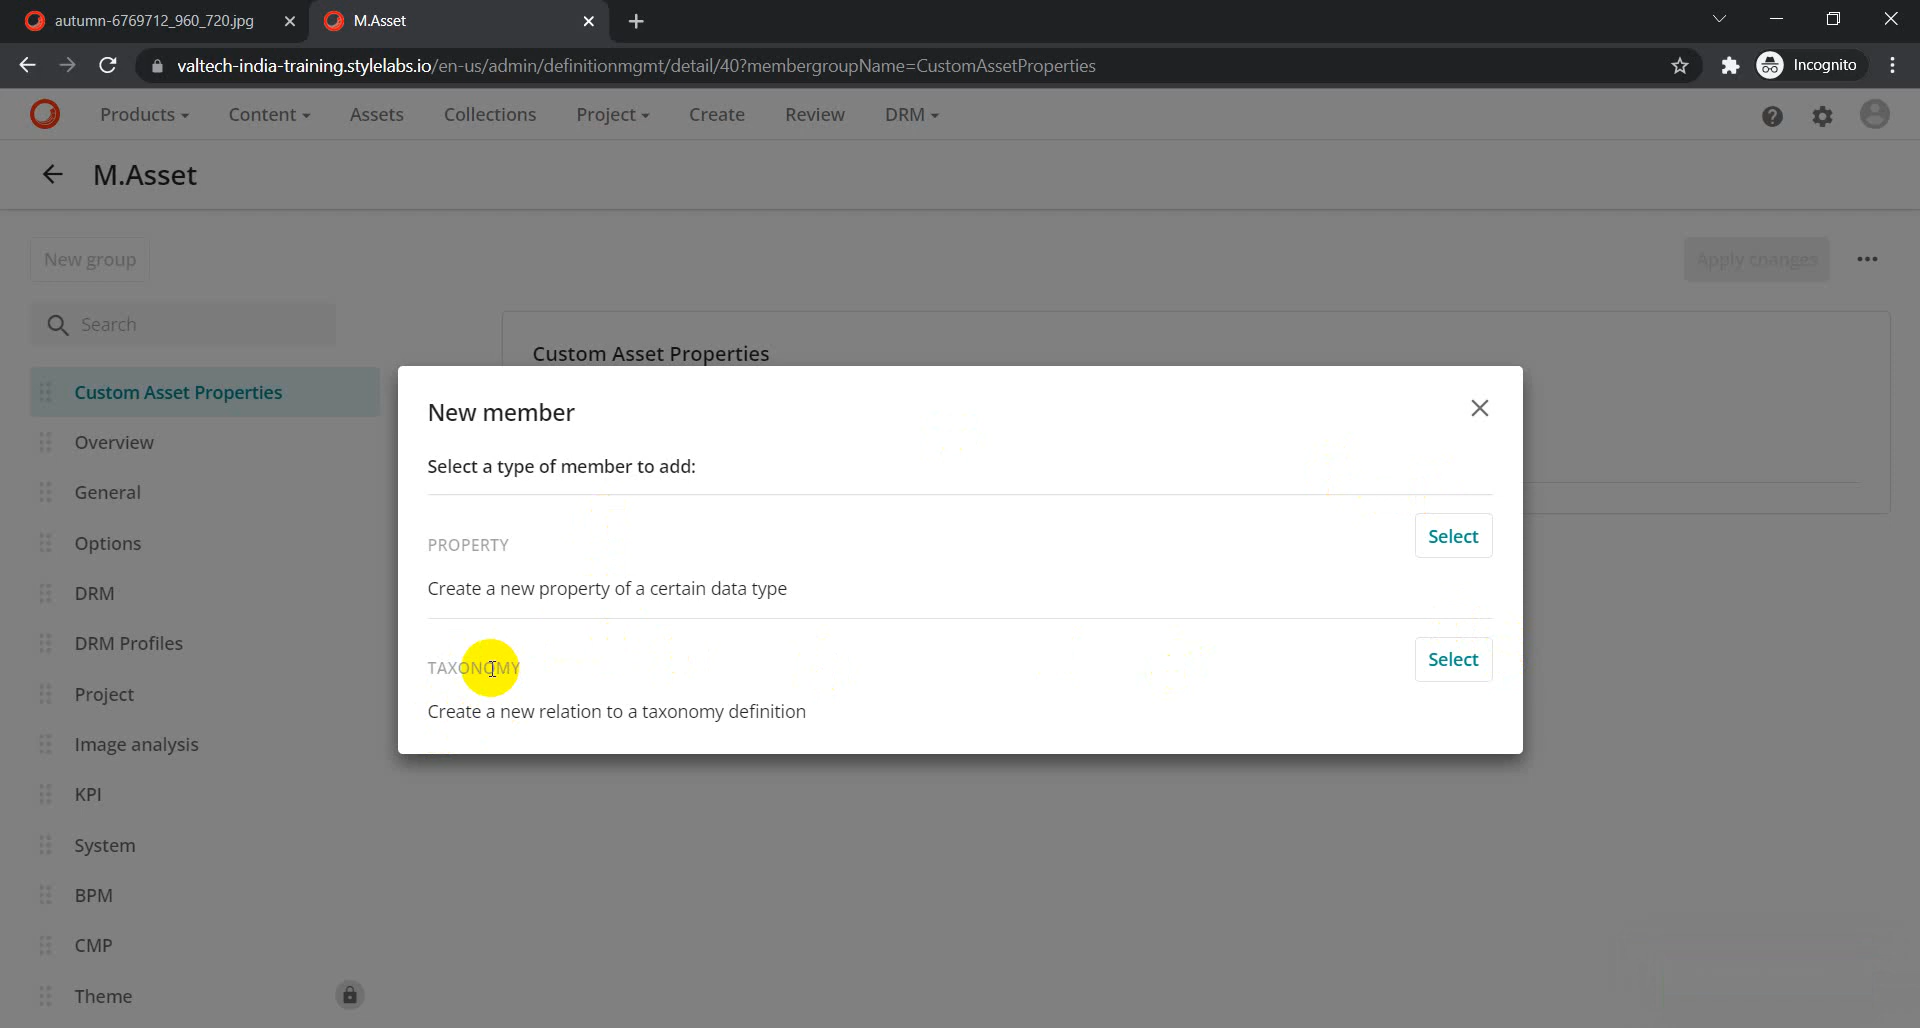 autumn-6769712_960_720.jpg
M.Asset
valtech-india-training.stylelabs.io/en-us/admin/definitionmgmt/detail/40?membergroupName=CustomAssetProperties
Incognito
Products Content Assets Collections Project Create Review DRM
M.Asset
New group
Apply changes
Search
Custom Asset Properties
Custom Asset Properties
Overview
General
Options
DRM
DRM Profiles
Project
Image analysis
KPI
System
BPM
CMP
Theme
New member
Select a type of member to add:
PROPERTY
Select
Create a new property of a certain data type
TAXONOMY
Select
Create a new relation to a taxonomy definition